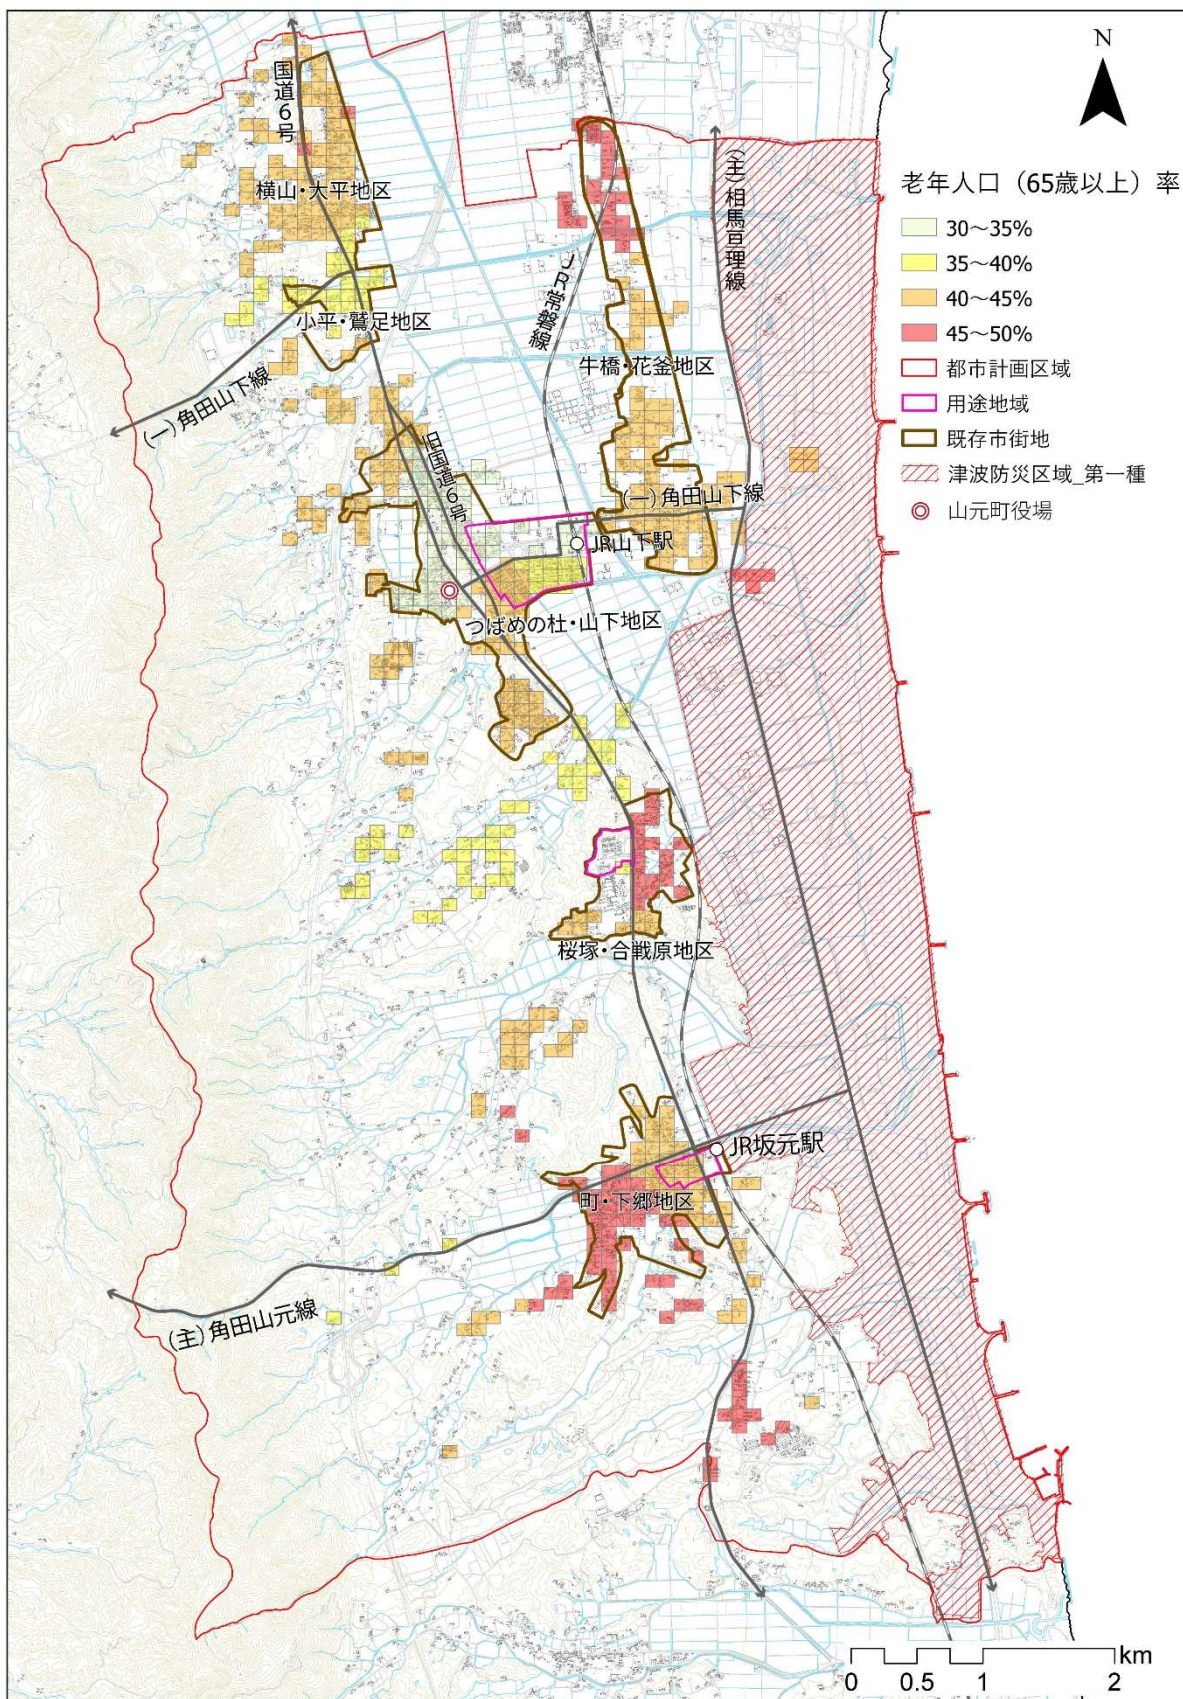 N
国道6号
横山・大平地区
小平・鷲足地区
(一)角田山下線
旧国道6号
JR常磐線
(主)相馬亘理線
牛橋・花釜地区
(一)角田山下線
JR山下駅
つばめの杜・山下地区
桜塚・合戦原地区
JR坂元駅
町・下郷地区
(主)角田山元線
老年人口（65歳以上）率
30～35%
35～40%
40～45%
45～50%
都市計画区域
用途地域
既存市街地
津波防災区域_第一種
山元町役場
km
0 0.5 1 2